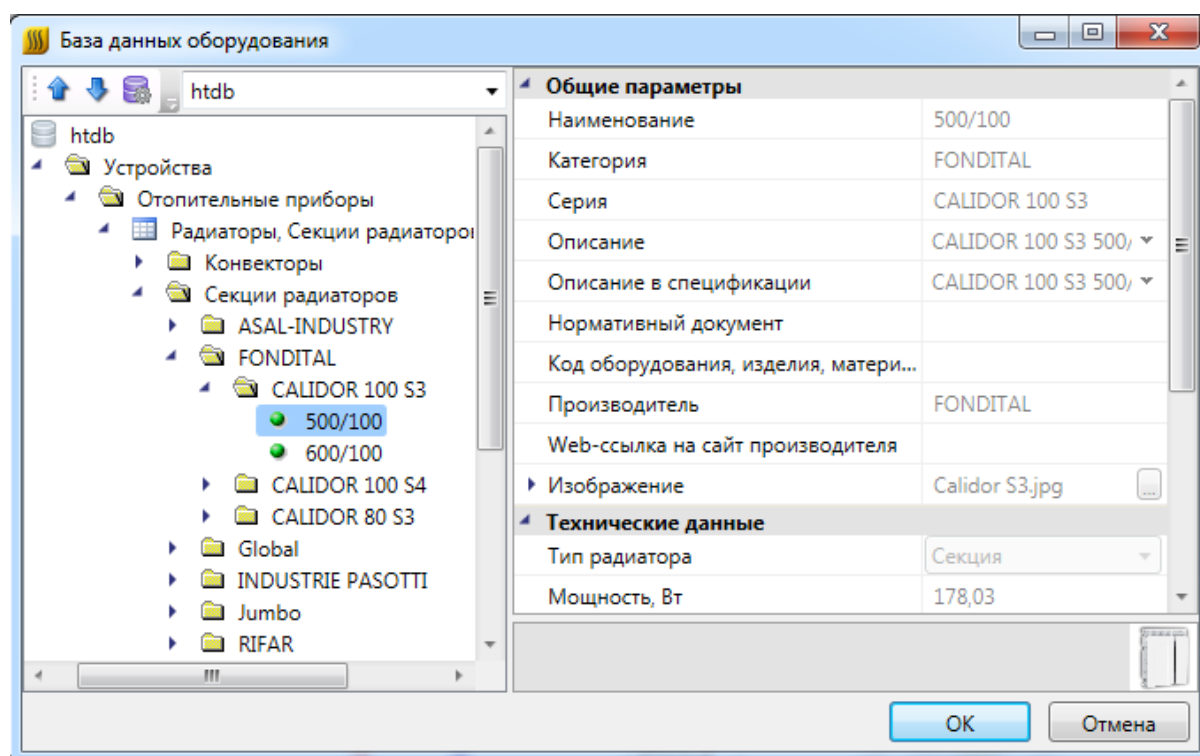 База данных оборудования
htdb
htdb
Устройства
Отопительные приборы
Радиаторы, Секции радиаторо
Конвекторы
Секции радиаторов
ASAL-INDUSTRY
FONDITAL
CALIDOR 100 S3
500/100
600/100
CALIDOR 100 S4
CALIDOR 80 S3
Global
INDUSTRIE PASOTTI
Jumbo
RIFAR
Общие параметры
Наименование 500/100
Категория FONDITAL
Серия CALIDOR 100 S3
Описание CALIDOR 100 S3 500/
Описание в спецификации CALIDOR 100 S3 500/
Нормативный документ
Код оборудования, изделия, матери...
Производитель FONDITAL
Web-ссылка на сайт производителя
Изображение Calidor S3.jpg ...
Технические данные
Тип радиатора Секция
Мощность, Вт 178,03
OK Отмена